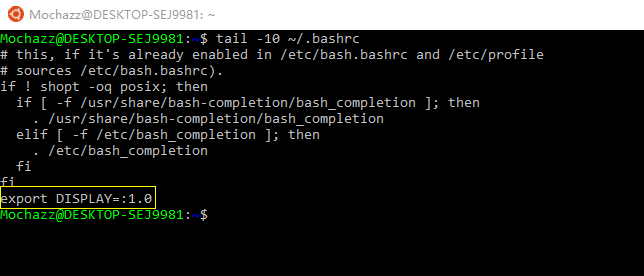 Mochazz@DESKTOP-SEJ9981: ~
Mochazz@DESKTOP-SEJ9981:~$ tail -10 ~/.bashrc
# this, if it's already enabled in /etc/bash.bashrc and /etc/profile
# sources /etc/bash.bashrc).
if ! shopt -oq posix; then
  if [ -f /usr/share/bash-completion/bash_completion ]; then
    . /usr/share/bash-completion/bash_completion
  elif [ -f /etc/bash_completion ]; then
    . /etc/bash_completion
  fi
fi
export DISPLAY=:1.0
Mochazz@DESKTOP-SEJ9981:~$